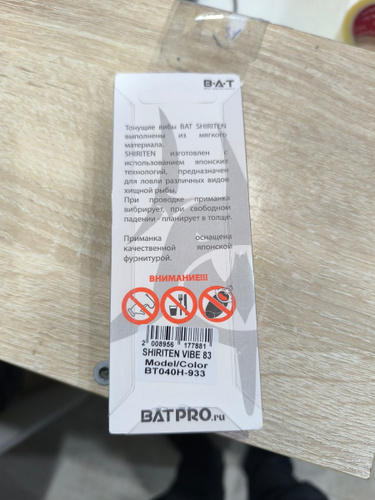 B·A·T
Тонущие вибы BAT SHIRITEN
выполнены из мягкого
материала.
SHIRITEN изготовлен с
использованием японских
технологий, предназначен
для ловли различных видов
хищной рыбы.
При проводке приманка
вибрирует, при свободном
падении - планирует в толще.
Приманка оснащена
качественной японской
фурнитурой.
ВНИМАНИЕ!!!
2 008956 177881
SHIRITEN VIBE 83
Model/Color
BT040H-933
BATPRO.ru